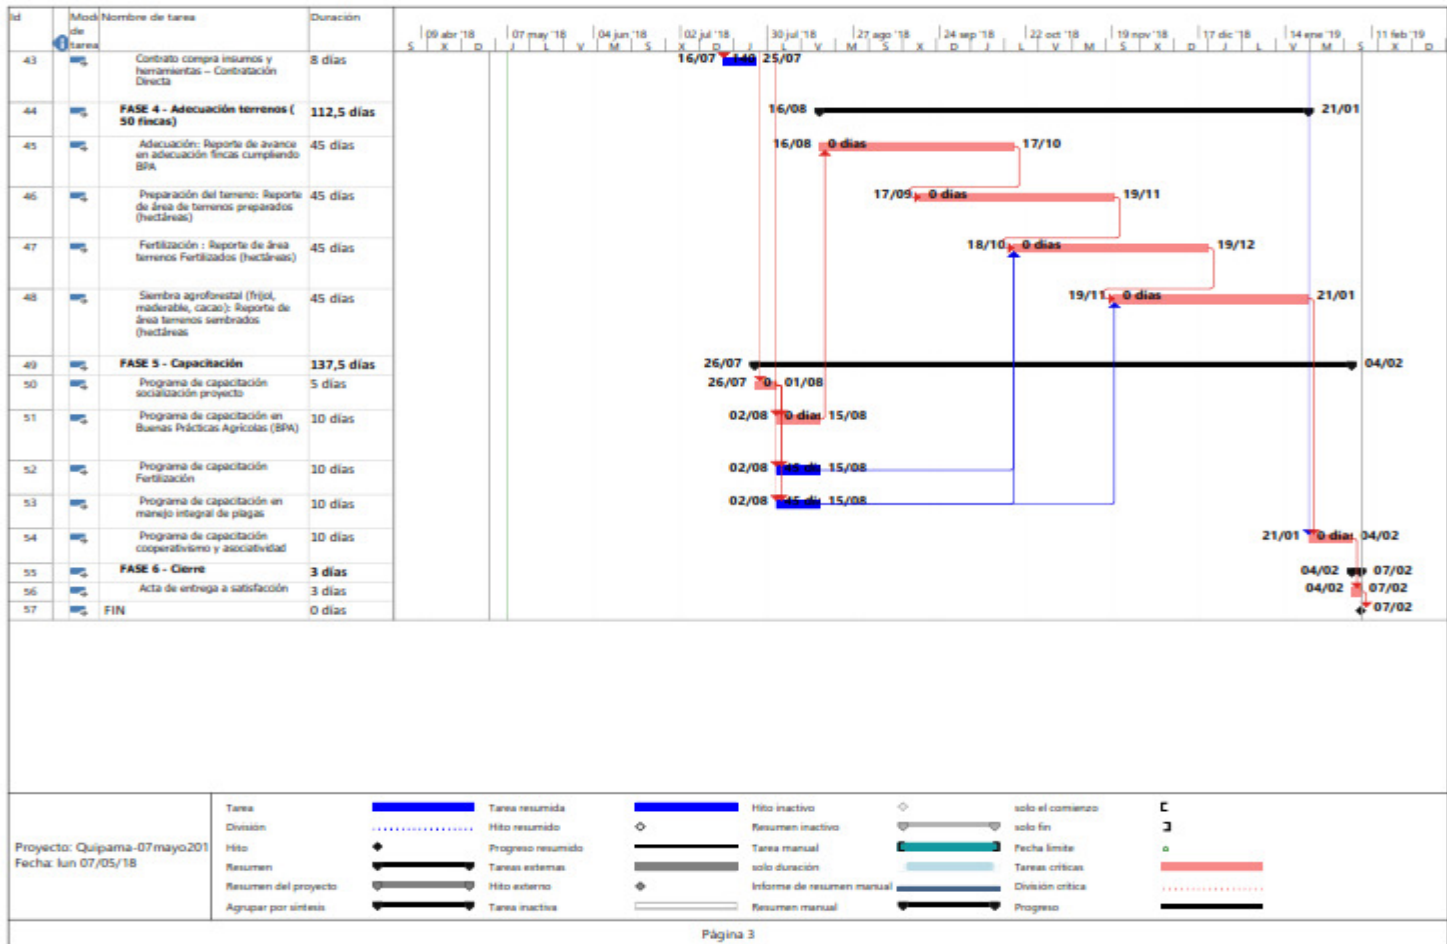 Id Modo de tarea Nombre de tarea Duración
09 abr '18 07 may '18 04 jun '18 02 jul '18 30 jul '18 27 ago '18 24 sep '18 22 oct '18 19 nov '18 17 dic '18 14 ene '19 11 feb '19
S X D J L V M S X D J L V M S X D J L V M S X D J L V M S X D
43 Contrato compra insumos y 8 días 16/07 25/07
herramientas – Contratación
Directa
44 FASE 4 - Adecuación terrenos ( 112,5 días 16/08 21/01
50 fincas)
45 Adecuación: Reporte de avance 45 días 16/08 0 días 17/10
en adecuación fincas cumpliendo
BPA
46 Preparación del terreno: Reporte 45 días 17/09 0 días 19/11
de área de terrenos preparados
(hectáreas)
47 Fertilización : Reporte de área 45 días 18/10 0 días 19/12
terrenos Fertilizados (hectáreas)
48 Siembra agroforestal (frijol, 45 días 19/11 0 días 21/01
maderable, cacao): Reporte de
área terrenos sembrados
(hectáreas
49 FASE 5 - Capacitación 137,5 días 26/07 04/02
50 Programa de capacitación 5 días 26/07 0 01/08
socialización proyecto
51 Programa de capacitación en 10 días 02/08 0 días 15/08
Buenas Prácticas Agrícolas (BPA)
52 Programa de capacitación 10 días 02/08 45 di 15/08
Fertilización
53 Programa de capacitación en 10 días 02/08 45 di 15/08
manejo integral de plagas
54 Programa de capacitación 10 días 21/01 0 días 04/02
cooperativismo y asociatividad
55 FASE 6 - Cierre 3 días 04/02 07/02
56 Acta de entrega a satisfacción 3 días 04/02 07/02
57 FIN 0 días 07/02
Proyecto: Quipama-07mayo201
Fecha: lun 07/05/18
Tarea Tarea resumida Hito inactivo solo el comienzo
División Hito resumido Resumen inactivo solo fin
Hito Progreso resumido Tarea manual Fecha límite
Resumen Tareas externas solo duración Tareas críticas
Resumen del proyecto Hito externo Informe de resumen manual División crítica
Agrupar por síntesis Tarea inactiva Resumen manual Progreso
Página 3